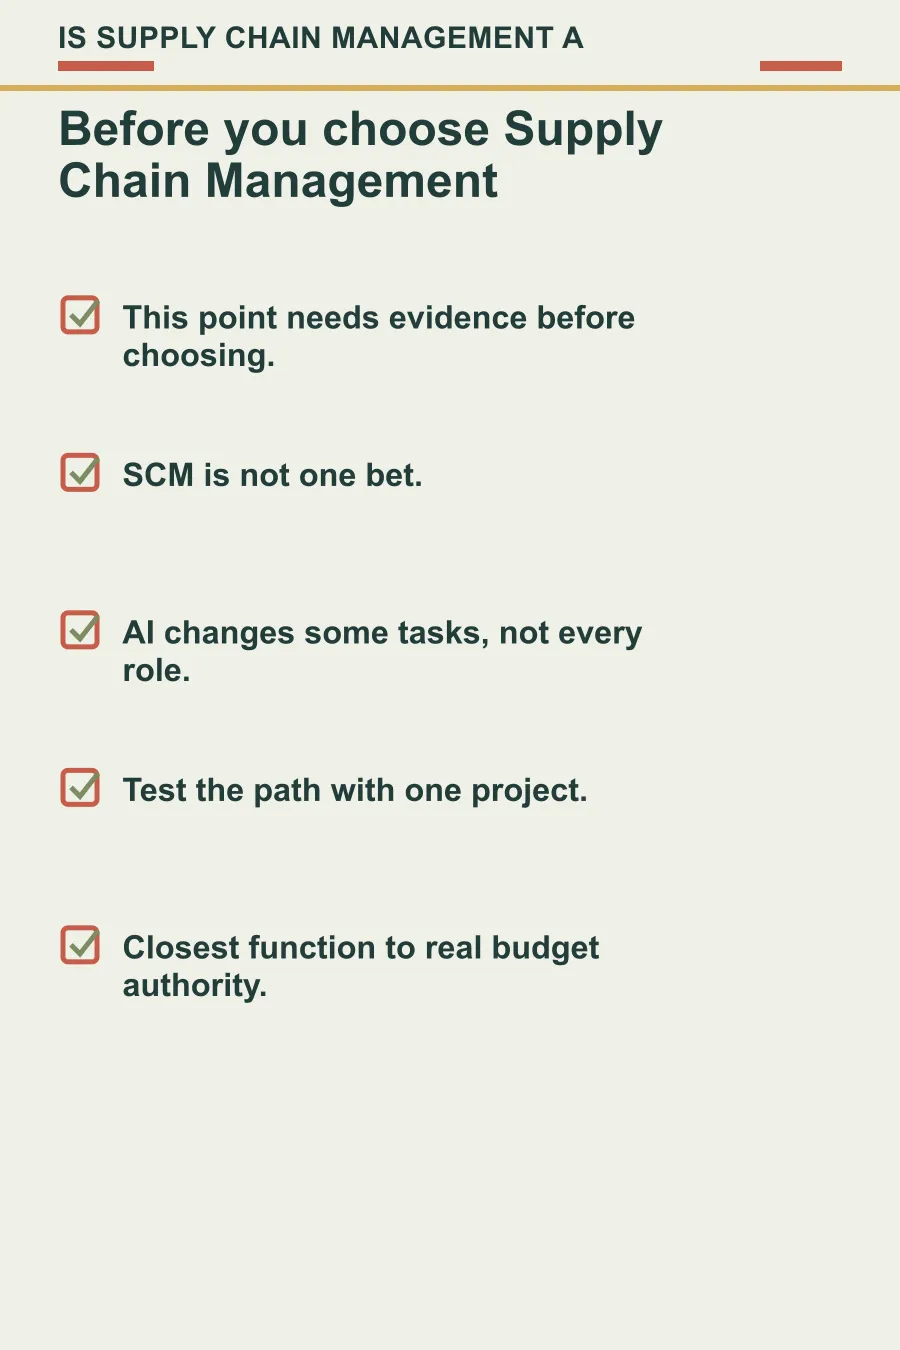 IS SUPPLY CHAIN MANAGEMENT A
Before you choose Supply
Chain Management
This point needs evidence before
choosing.
SCM is not one bet.
AI changes some tasks, not every
role.
Test the path with one project.
Closest function to real budget
authority.